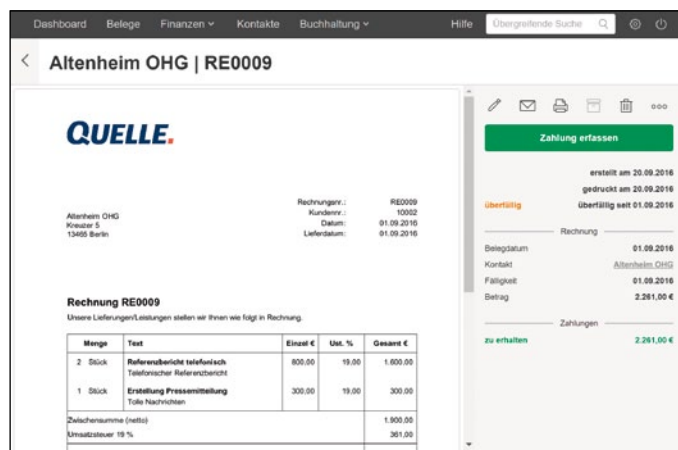 Dashboard Belege Finanzen Kontakte Buchhaltung Hilfe Übergreifende Suche
Altenheim OHG | RE0009
QUELLE.
Rechnungsnr.: RE0009
Kundennr.: 10002
Datum: 01.09.2016
Lieferdatum: 01.09.2016
Altenheim OHG
Kreuzer 5
13465 Berlin
Rechnung RE0009
Unsere Lieferungen/Leistungen stellen wir Ihnen wie folgt in Rechnung.
Menge Text Einzel € Ust. % Gesamt €
2 Stück Referenzbericht telefonisch 800,00 19,00 1.600,00
Telefonischer Referenzbericht
1 Stück Erstellung Pressemitteilung 300,00 19,00 300,00
Tolle Nachrichten
Zwischensumme (netto) 1.900,00
Umsatzsteuer 19 % 361,00
Zahlung erfassen
erstellt am 20.09.2016
gedruckt am 20.09.2016
überfällig überfällig seit 01.09.2016
Rechnung
Belegdatum 01.09.2016
Kontakt Altenheim OHG
Fälligkeit 01.09.2016
Betrag 2.261,00 €
Zahlungen
zu erhalten 2.261,00 €